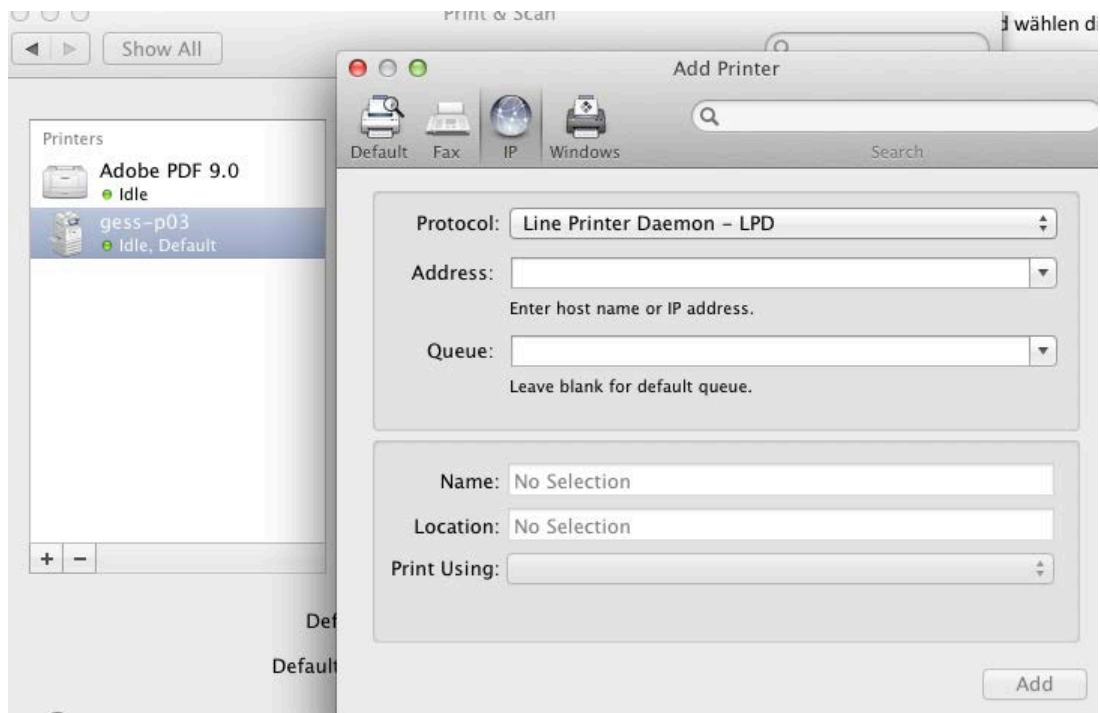 Print & Scan
d wählen di
Show All
Add Printer
Default
Fax
IP
Windows
Search
Printers
Adobe PDF 9.0
Idle
gess-p03
Idle, Default
Protocol: Line Printer Daemon – LPD
Address:
Enter host name or IP address.
Queue:
Leave blank for default queue.
Name: No Selection
Location: No Selection
Print Using:
+ −
Def
Default
Add